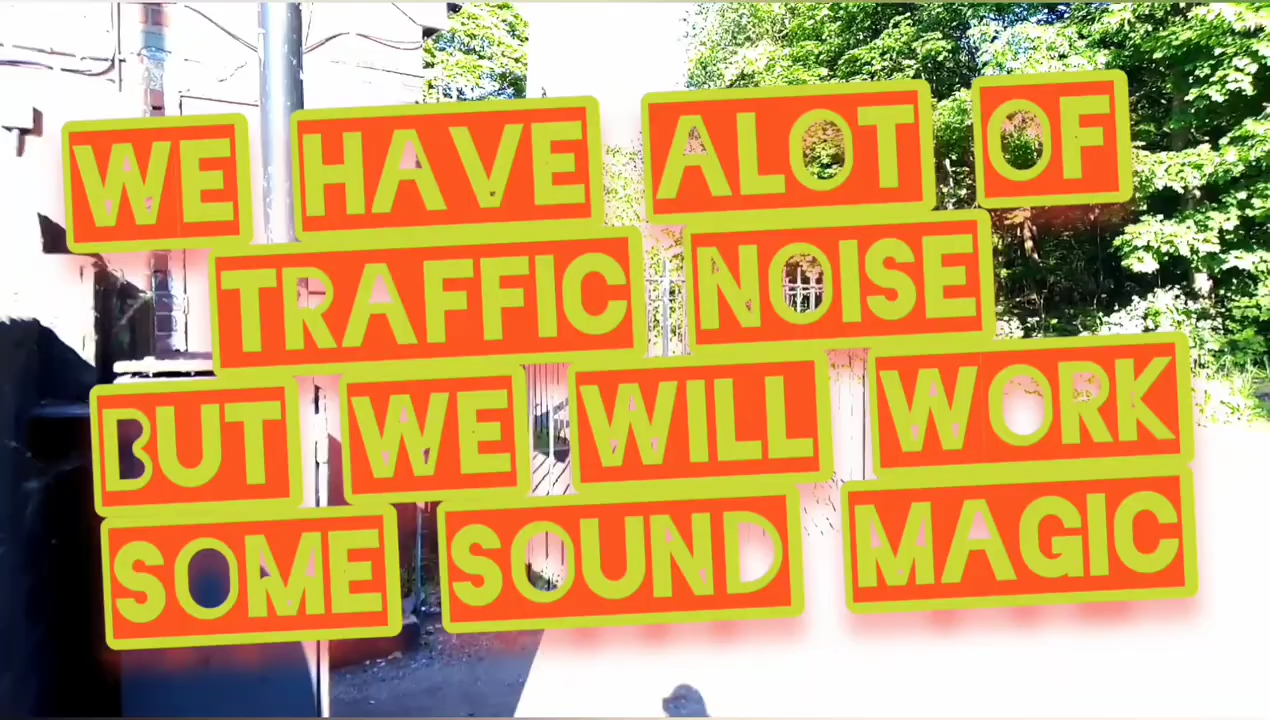 WE HAVE ALOT OF
TRAFFIC NOISE
BUT WE WILL WORK
SOME SOUND MAGIC